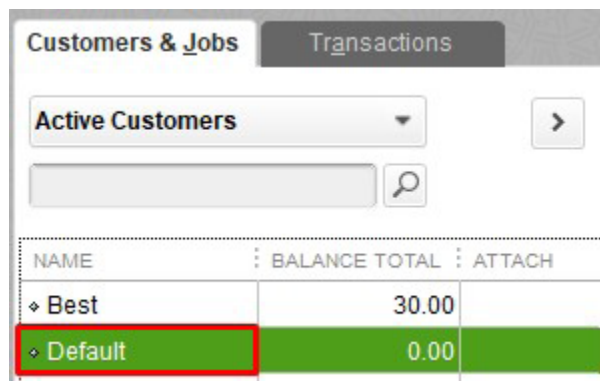 Customers & Jobs Transactions
Active Customers
NAME BALANCE TOTAL ATTACH
Best 30.00
Default 0.00